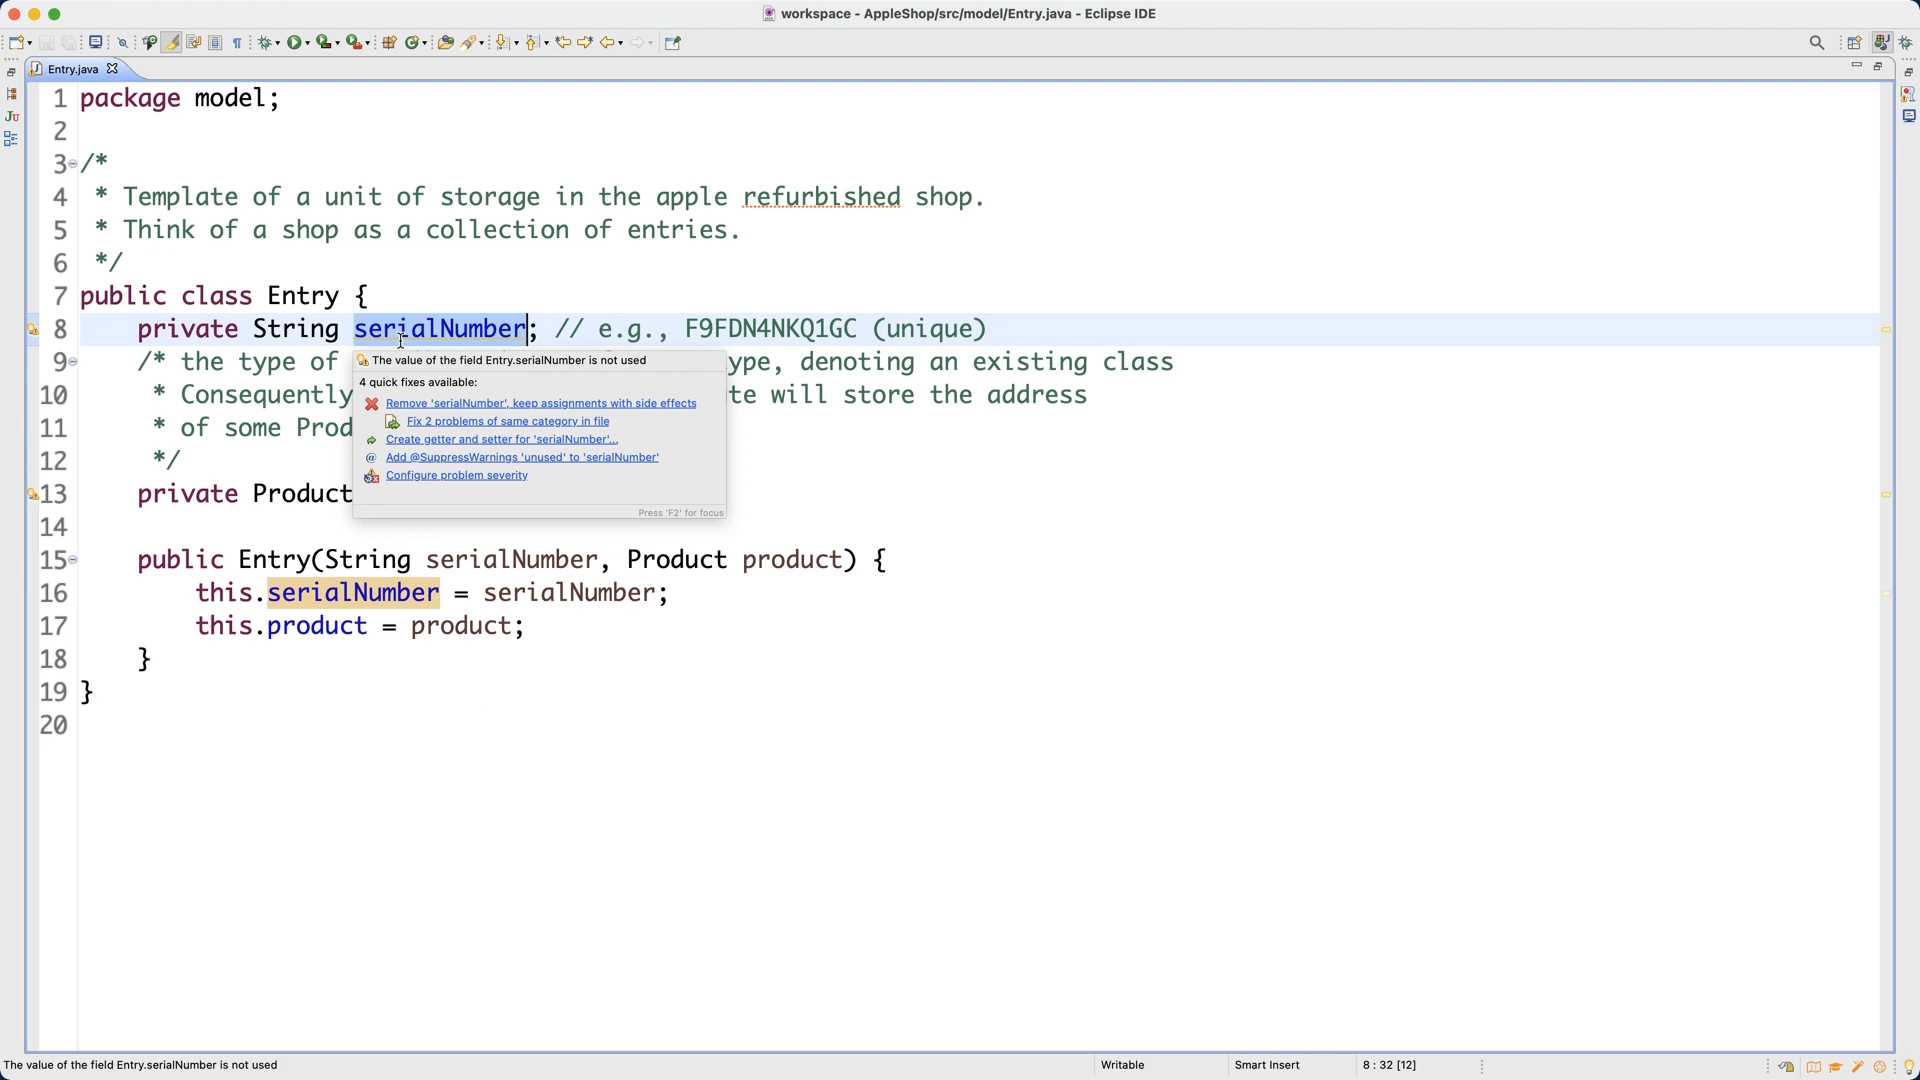 workspace - AppleShop/src/model/Entry.java - Eclipse IDE
Entry.java
1 package model;
2
3 /*
4 * Template of a unit of storage in the apple refurbished shop.
5 * Think of a shop as a collection of entries.
6 */
7 public class Entry {
8 private String serialNumber; // e.g., F9FDN4NKQ1GC (unique)
9 /* the type of ype, denoting an existing class
10 * Consequently te will store the address
11 * of some Prod
12 */
13 private Product
14
15 public Entry(String serialNumber, Product product) {
16 this.serialNumber = serialNumber;
17 this.product = product;
18 }
19 }
20
The value of the field Entry.serialNumber is not used
4 quick fixes available:
Remove 'serialNumber', keep assignments with side effects
Fix 2 problems of same category in file
Create getter and setter for 'serialNumber'...
@ Add @SuppressWarnings 'unused' to 'serialNumber'
Configure problem severity
Press 'F2' for focus
The value of the field Entry.serialNumber is not used
Writable
Smart Insert
8 : 32 [12]